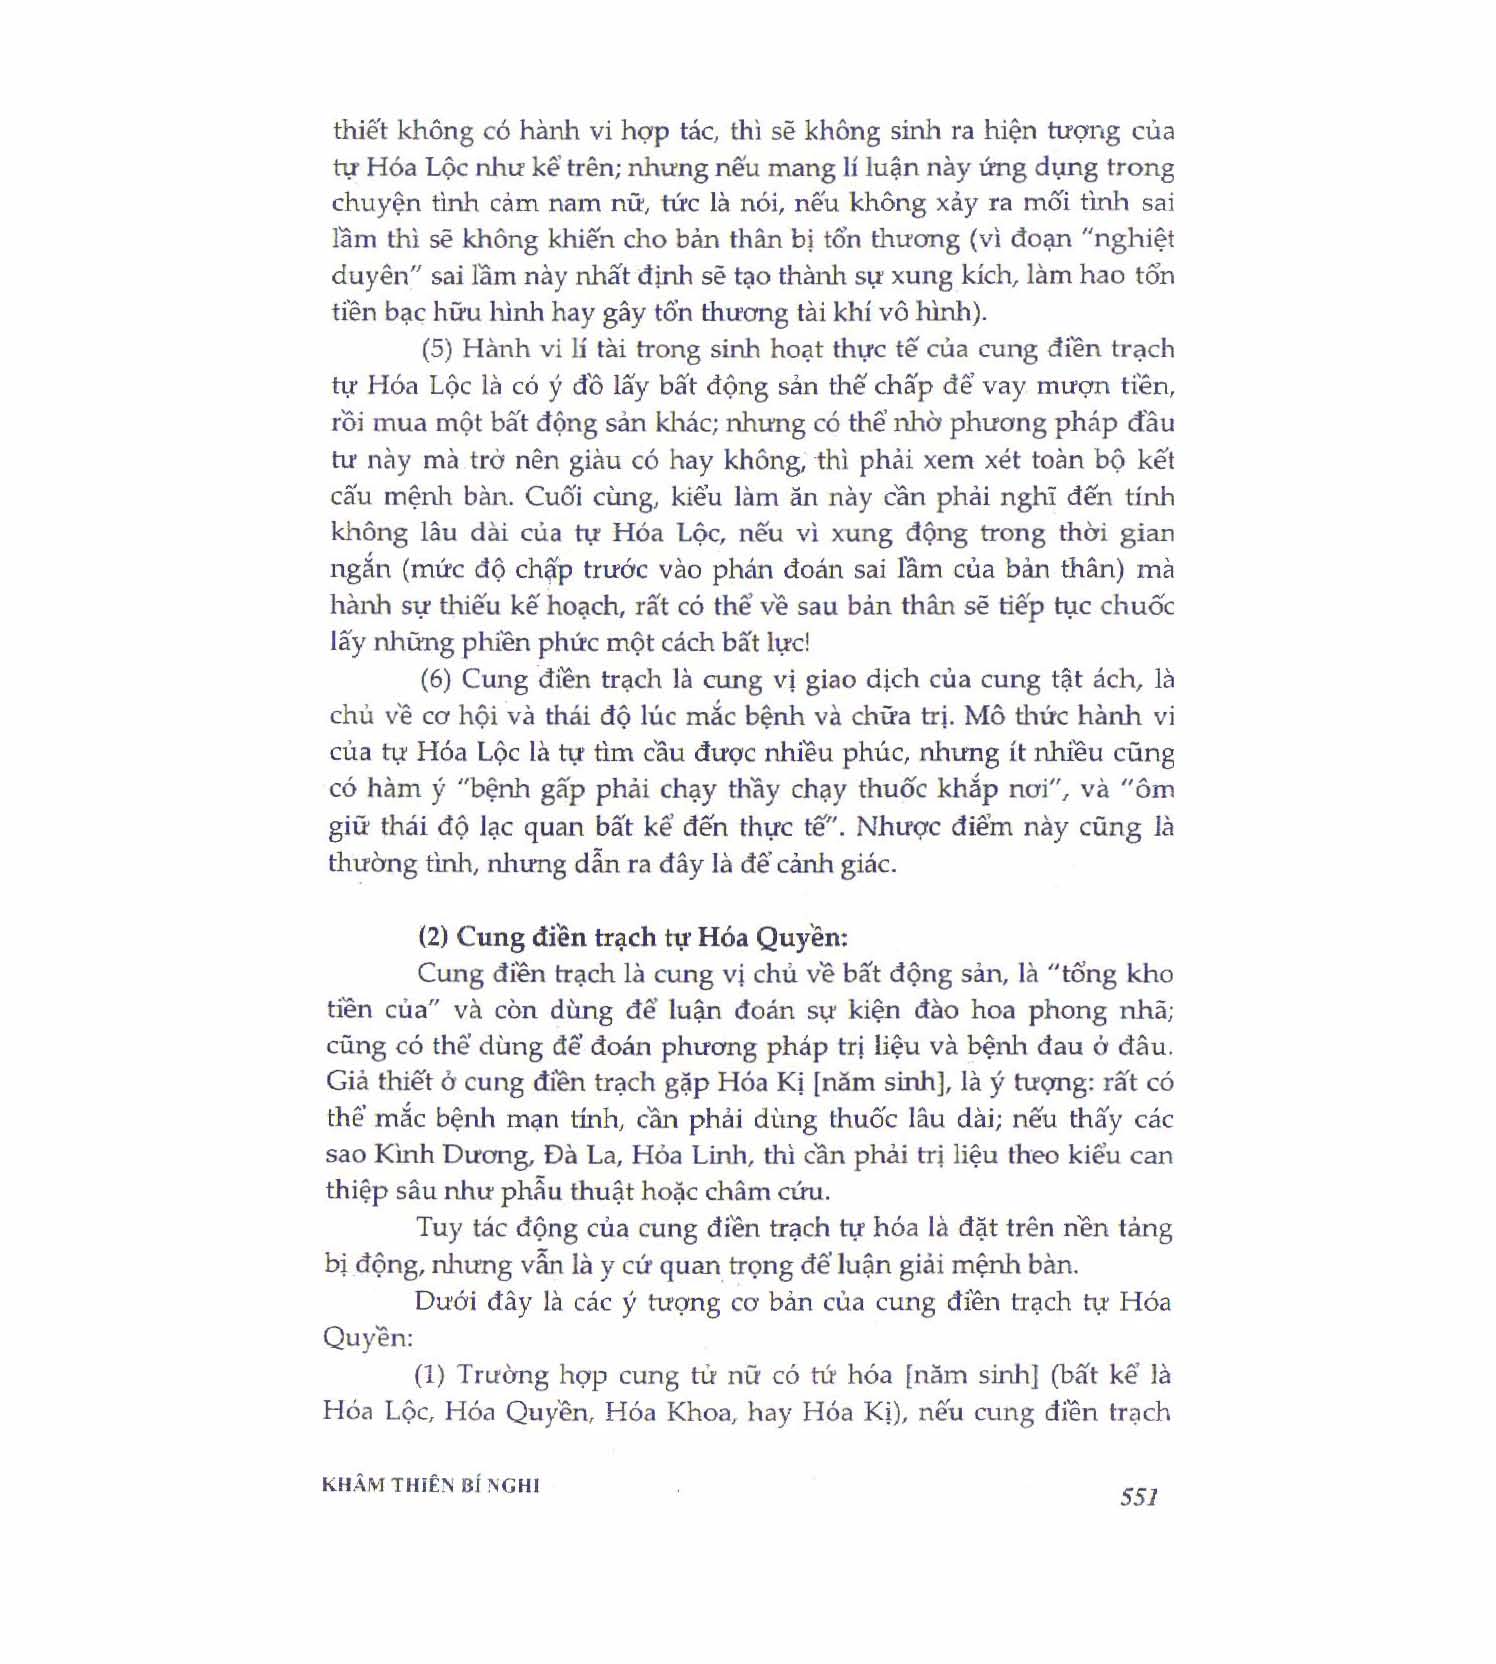 thiết không có hành vi hợp tác, thì sẽ không sinh ra hiện tượng của
tự Hóa Lộc như kể trên; nhưng nếu mang lí luận này ứng dụng trong
chuyện tình cảm nam nữ, tức là nói, nếu không xảy ra mối tình sai
lầm thì sẽ không khiến cho bản thân bị tổn thương (vì đoạn "nghiệt
duyên" sai lầm này nhất định sẽ tạo thành sự xung kích, làm hao tổn
tiền bạc hữu hình hay gây tổn thương tài khí vô hình).
(5) Hành vi lí tài trong sinh hoạt thực tế của cung điền trạch
tự Hóa Lộc là có ý đồ lấy bất động sản thế chấp để vay mượn tiền,
rồi mua một bất động sản khác; nhưng có thể nhờ phương pháp đầu
tư này mà trở nên giàu có hay không, thì phải xem xét toàn bộ kết
cấu mệnh bàn. Cuối cùng, kiểu làm ăn này cần phải nghĩ đến tính
không lâu dài của tự Hóa Lộc, nếu vì xung động trong thời gian
ngắn (mức độ chấp trước vào phán đoán sai lầm của bản thân) mà
hành sự thiếu kế hoạch, rất có thể về sau bản thân sẽ tiếp tục chuốc
lấy những phiền phức một cách bất lực!
(6) Cung điền trạch là cung vị giao dịch của cung tật ách, là
chủ về cơ hội và thái độ lúc mắc bệnh và chữa trị. Mô thức hành vi
của tự Hóa Lộc là tự tìm cầu được nhiều phúc, nhưng ít nhiều cũng
có hàm ý "bệnh gấp phải chạy thầy chạy thuốc khắp nơi", và "ôm
giữ thái độ lạc quan bất kể đến thực tế". Nhược điểm này cũng là
thường tình, nhưng dẫn ra đây là để cảnh giác.
(2) Cung điền trạch tự Hóa Quyền:
Cung điền trạch là cung vị chủ về bất động sản, là "tổng kho
tiền của" và còn dùng để luận đoán sự kiện đào hoa phong nhã;
cũng có thể dùng để đoán phương pháp trị liệu và bệnh đau ở đâu.
Giả thiết ở cung điền trạch gặp Hóa Kị [năm sinh], là ý tượng: rất có
thể mắc bệnh mạn tính, cần phải dùng thuốc lâu dài; nếu thấy các
sao Kình Dương, Đà La, Hỏa Linh, thì cần phải trị liệu theo kiểu can
thiệp sâu như phẫu thuật hoặc châm cứu.
Tuy tác động của cung điền trạch tự hóa là đặt trên nền tảng
bị động, nhưng vẫn là y cứ quan trọng để luận giải mệnh bàn.
Dưới đây là các ý tượng cơ bản của cung điền trạch tự Hóa
Quyền:
(1) Trường hợp cung tử nữ có tứ hóa [năm sinh] (bất kể là
Hóa Lộc, Hóa Quyền, Hóa Khoa, hay Hóa Kị), nếu cung điền trạch
KHÂM THIÊN BÍ NGHI
551